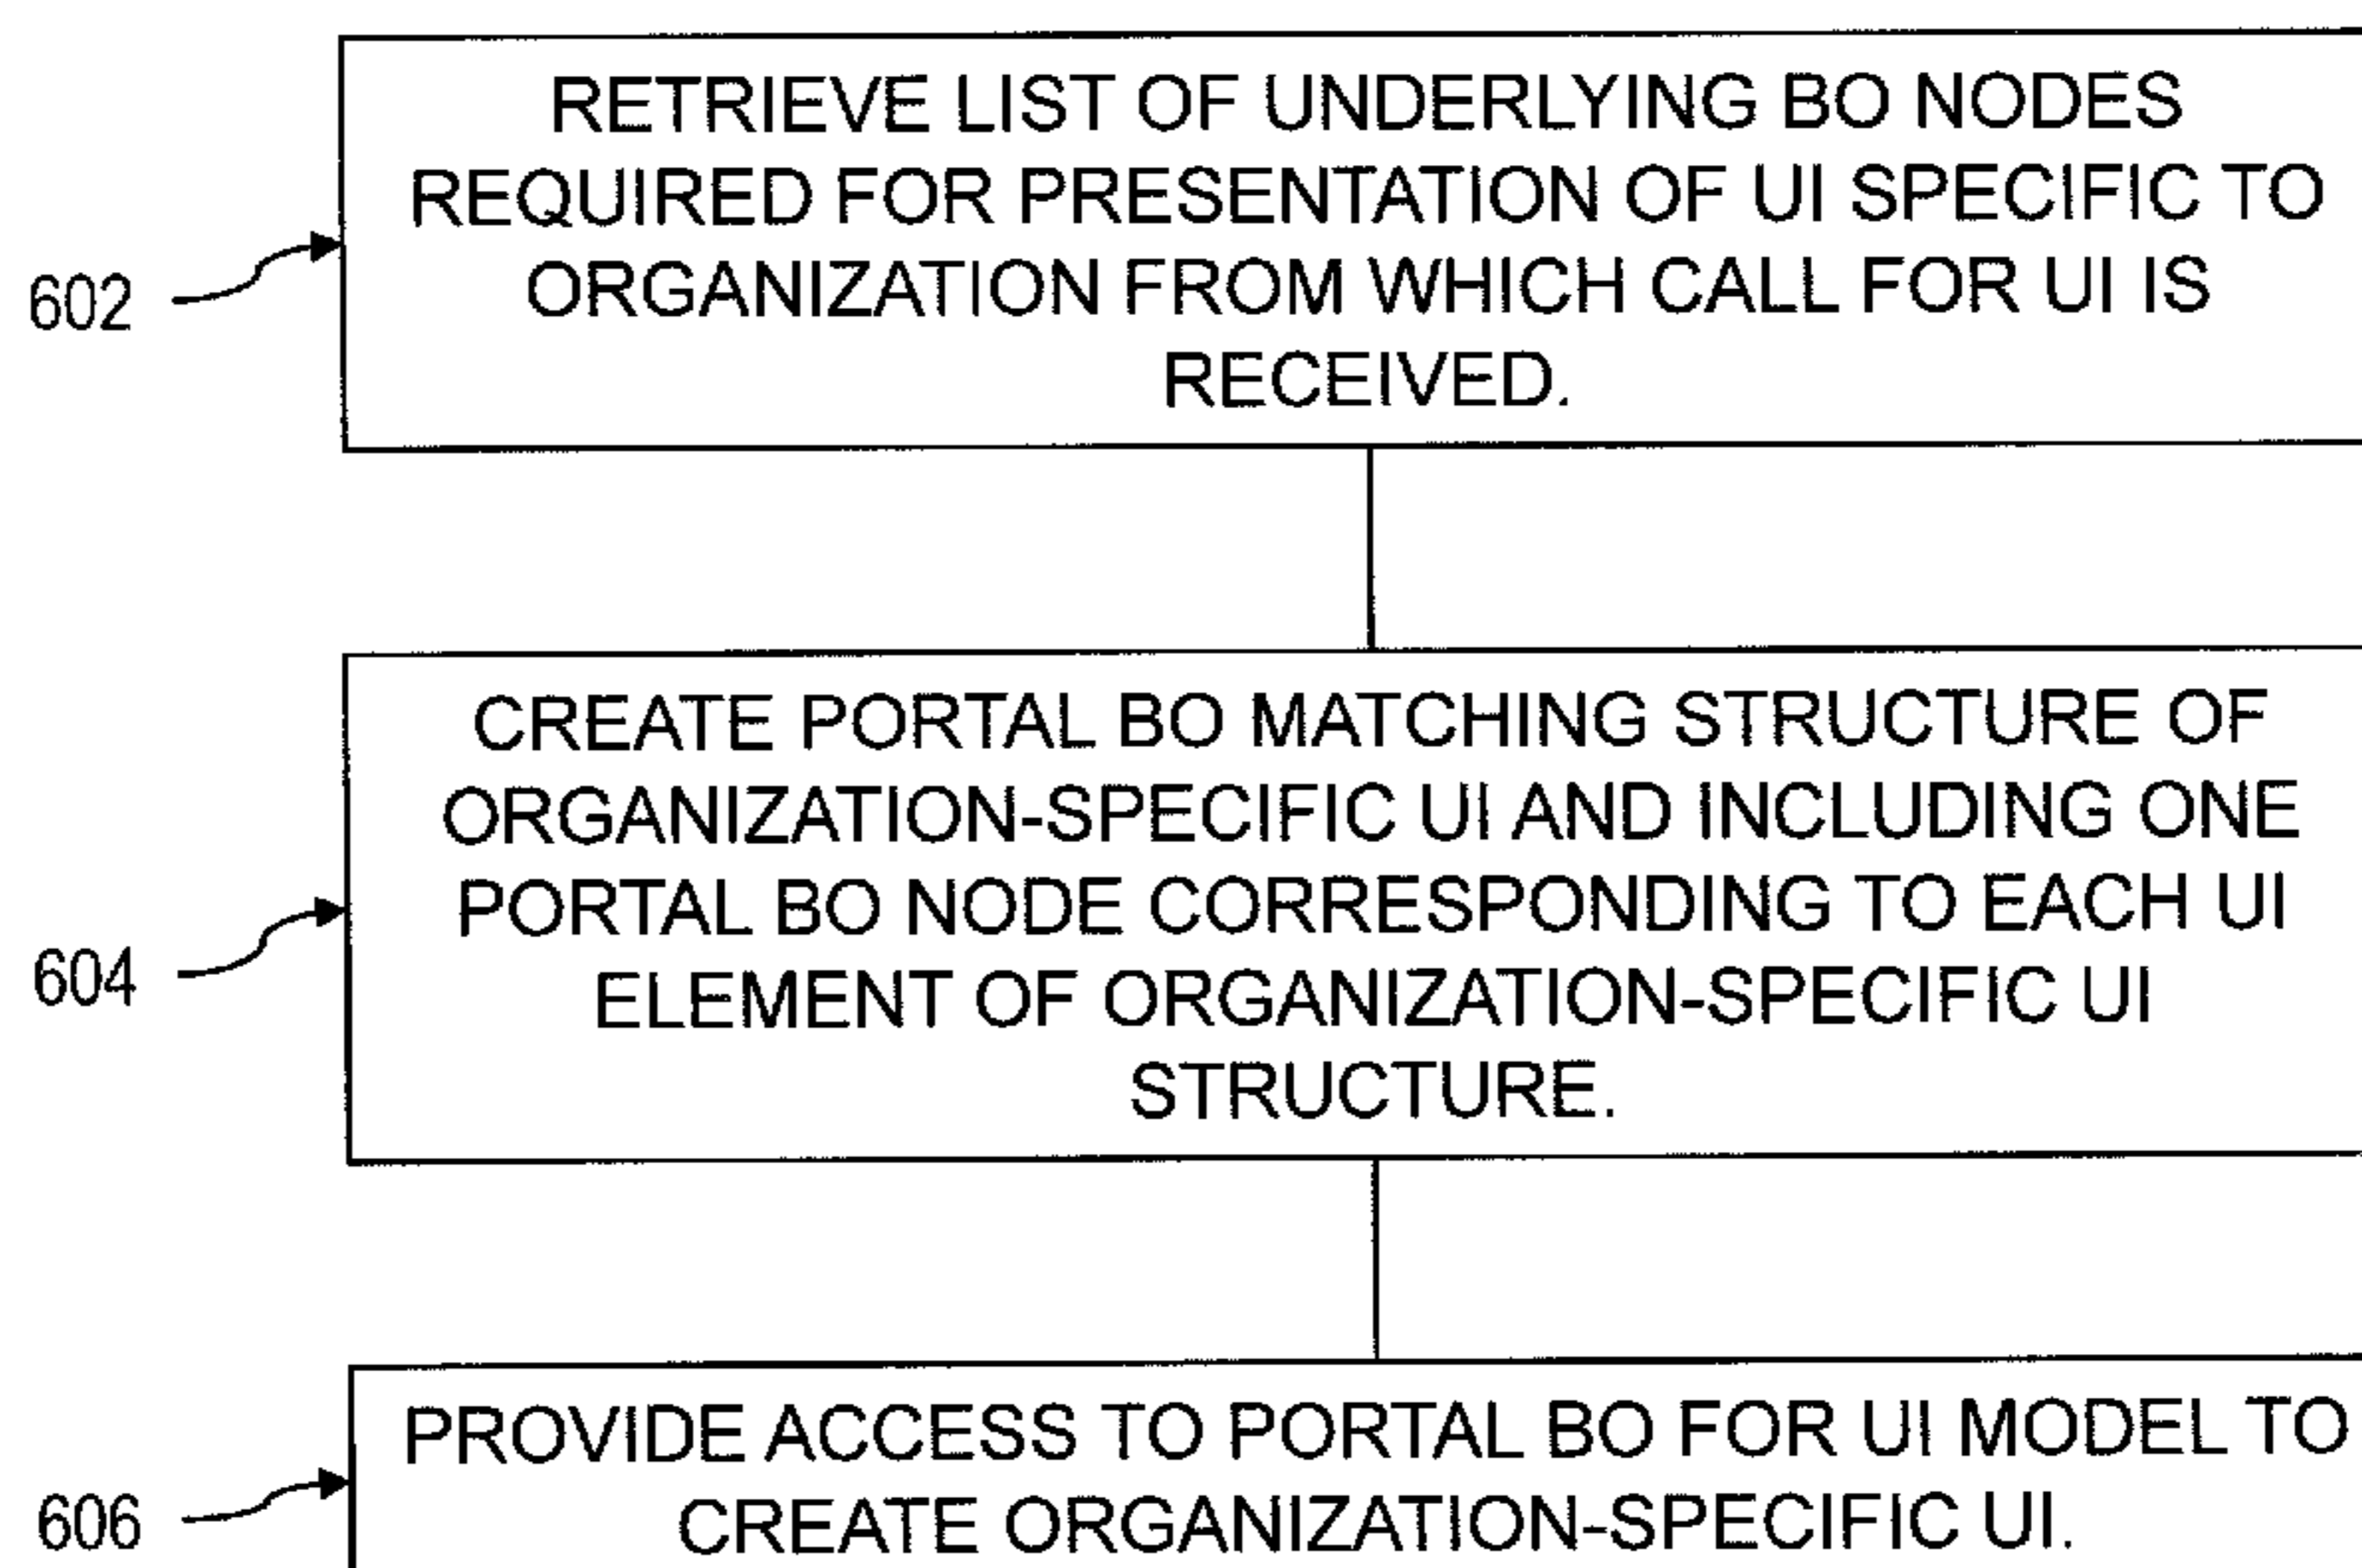 RETRIEVE LIST OF UNDERLYING BO NODES
REQUIRED FOR PRESENTATION OF UI SPECIFIC TO
ORGANIZATION FROM WHICH CALL FOR UI IS
RECEIVED.
602
CREATE PORTAL BO MATCHING STRUCTURE OF
ORGANIZATION-SPECIFIC UI AND INCLUDING ONE
PORTAL BO NODE CORRESPONDING TO EACH UI
ELEMENT OF ORGANIZATION-SPECIFIC UI
STRUCTURE.
604
PROVIDE ACCESS TO PORTAL BO FOR UI MODEL TO
CREATE ORGANIZATION-SPECIFIC UI.
606